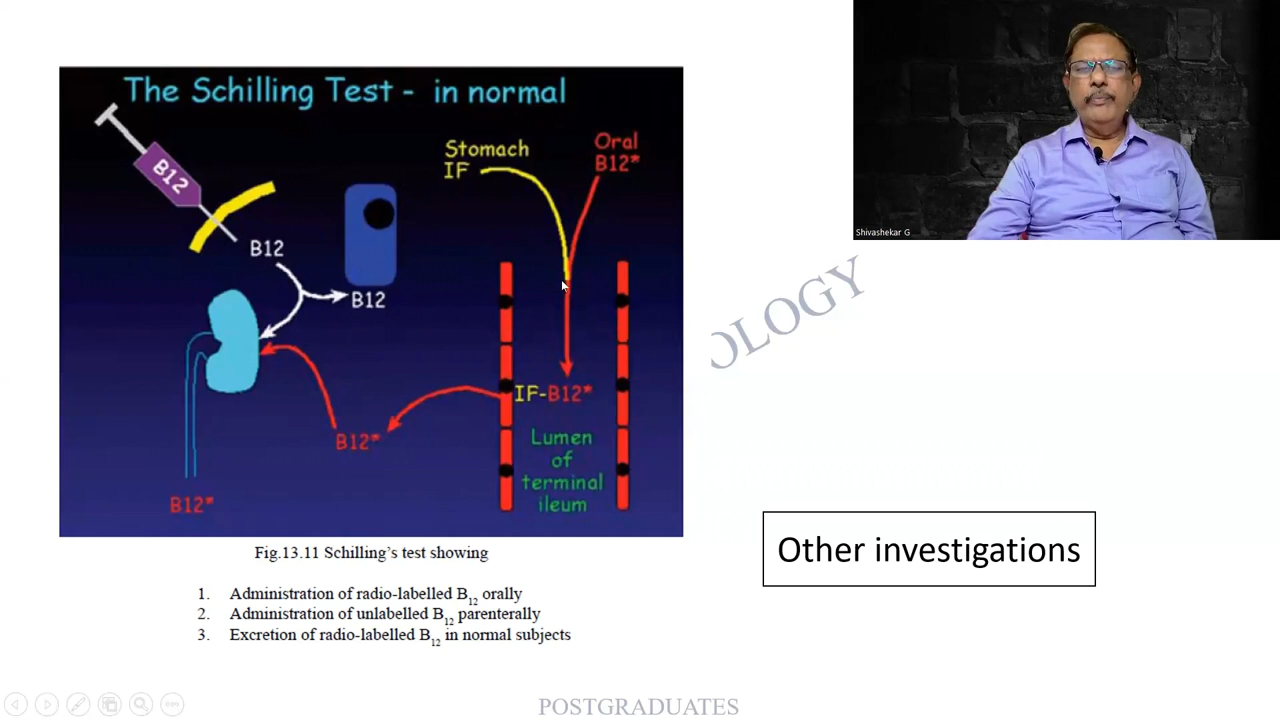 The Schilling Test - in normal
B12
Stomach
IF
Oral
B12*
B12
B12
IF-B12*
B12*
Lumen
of
terminal
ileum
B12*
Fig.13.11 Schilling’s test showing
1. Administration of radio-labelled B12 orally
2. Administration of unlabelled B12 parenterally
3. Excretion of radio-labelled B12 in normal subjects
Shivashekar G
OLOGY
Other investigations
POSTGRADUATES